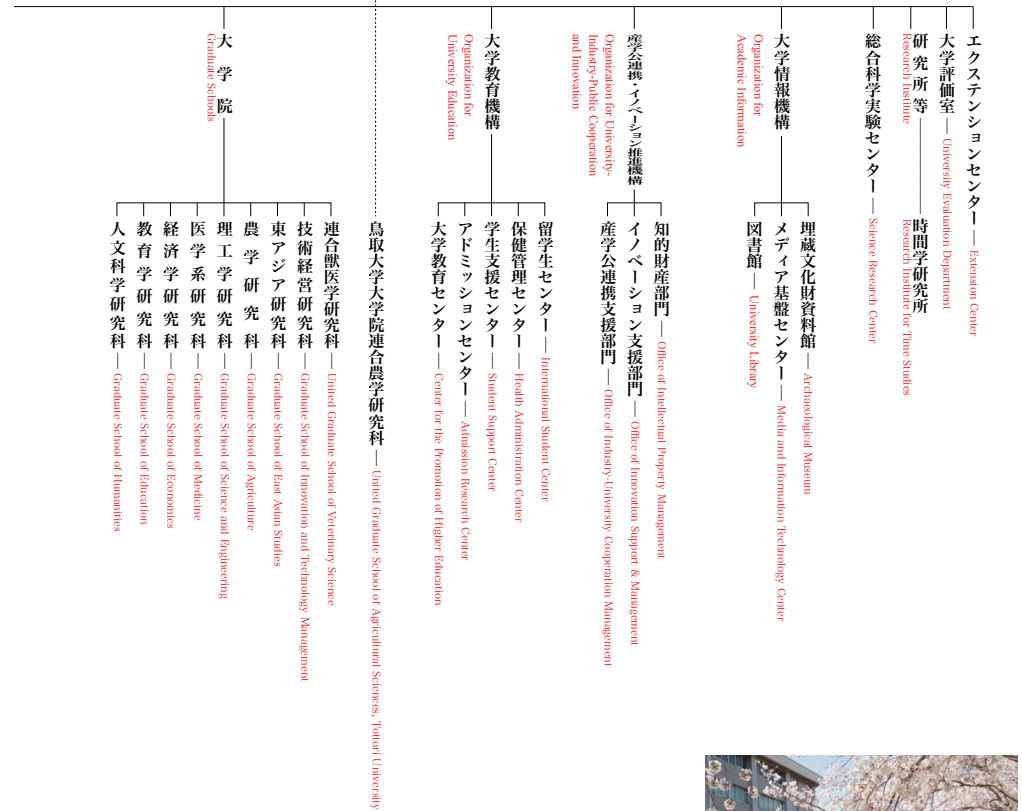 大学院
Graduate Schools
人文科学研究科
Graduate School of Humanities
教育学研究科
Graduate School of Education
経済学研究科
Graduate School of Economics
医学系研究科
Graduate School of Medicine
理工学研究科
Graduate School of Science and Engineering
農学研究科
Graduate School of Agriculture
東アジア研究科
Graduate School of East Asian Studies
技術経営研究科
Graduate School of Innovation and Technology Management
連合獣医学研究科
United Graduate School of Veterinary Science
鳥取大学大学院連合農学研究科
United Graduate School of Agricultural Sciences, Tottori University
大学教育機構
Organization for
University Education
大学教育センター
Center for the Promotion of Higher Education
アドミッションセンター
Admission Research Center
学生支援センター
Student Support Center
保健管理センター
Health Administration Center
留学生センター
International Student Center
産学公連携・イノベーション推進機構
Organization for University-
Industry-Public Cooperation
and Innovation
産学公連携支援部門
Office of Industry-University Cooperation Management
イノベーション支援部門
Office of Innovation Support & Management
知的財産部門
Office of Intellectual Property Management
大学情報機構
Organization for
Academic Information
図書館
University Library
メディア基盤センター
Media and Information Technology Center
埋蔵文化財資料館
Archaeological Museum
総合科学実験センター
Science Research Center
研究所等
Research Institute
時間学研究所
Research Institute for Time Studies
大学評価室
University Evaluation Department
エクステンションセンター
Extension Center